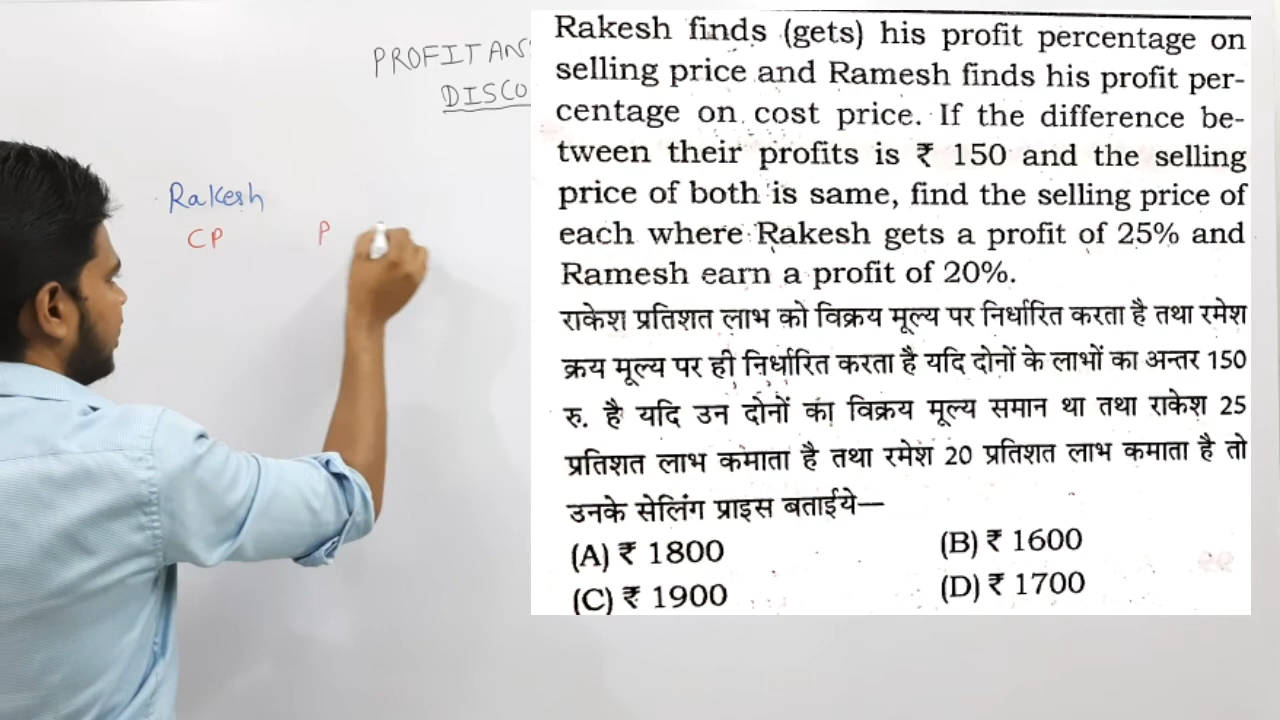 PROFIT AN
DISCO
Rakesh
CP P
Rakesh finds (gets) his profit percentage on
selling price and Ramesh finds his profit per-
centage on cost price. If the difference be-
tween their profits is ₹ 150 and the selling
price of both is same, find the selling price of
each where Rakesh gets a profit of 25% and
Ramesh earn a profit of 20%.
राकेश प्रतिशत लाभ को विक्रय मूल्य पर निर्धारित करता है तथा रमेश
क्रय मूल्य पर ही निर्धारित करता है यदि दोनों के लाभों का अन्तर 150
रु. है यदि उन दोनों का विक्रय मूल्य समान था तथा राकेश 25
प्रतिशत लाभ कमाता है तथा रमेश 20 प्रतिशत लाभ कमाता है तो
उनके सेलिंग प्राइस बताईये—
(A) ₹ 1800 (B) ₹ 1600
(C) ₹ 1900 (D) ₹ 1700